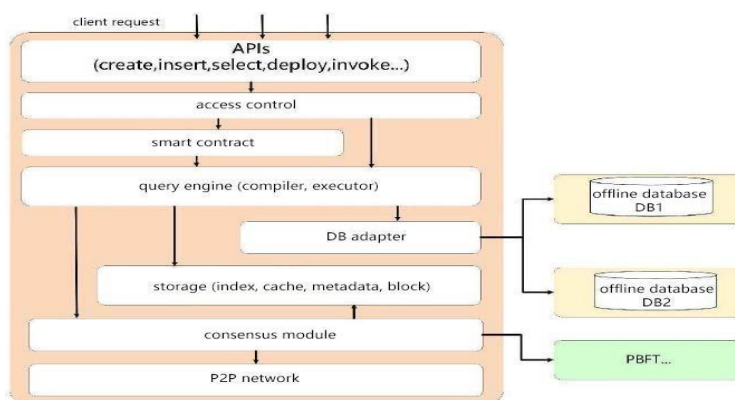 client request
APIs
(create,insert,select,deploy,invoke...)
access control
smart contract
query engine (compiler, executor)
DB adapter
offline database
DB1
storage (index, cache, metadata, block)
offline database
DB2
consensus module
PBFT...
P2P network